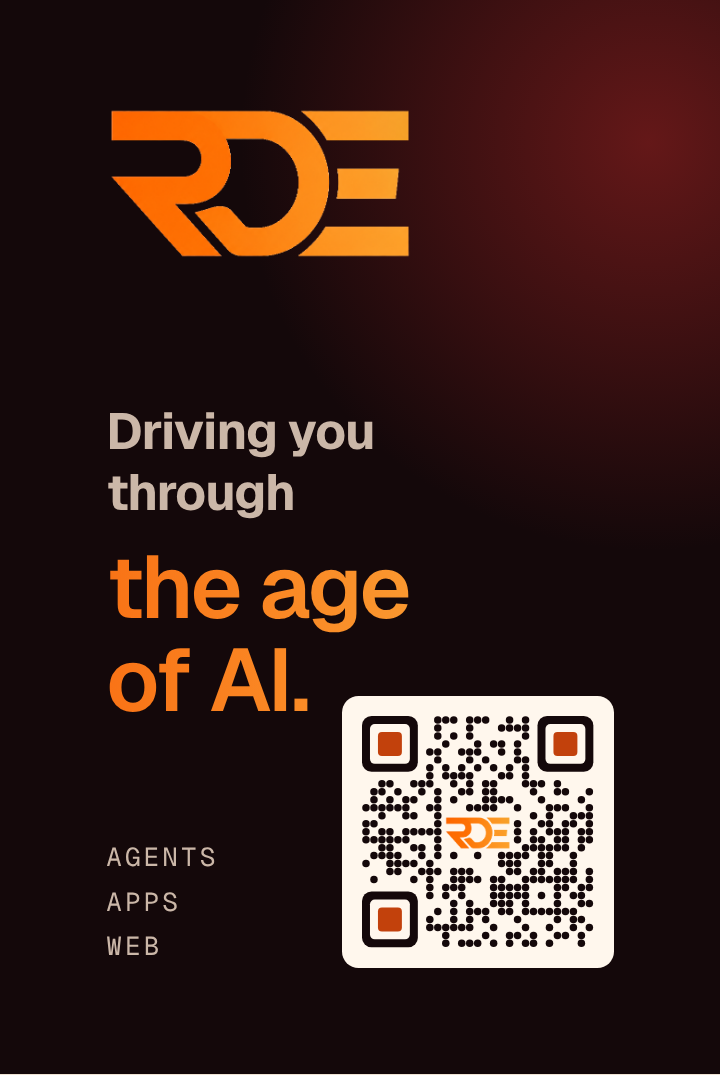 RDE
Driving you
through
the age
of AI.
RDE
AGENTS
APPS
WEB